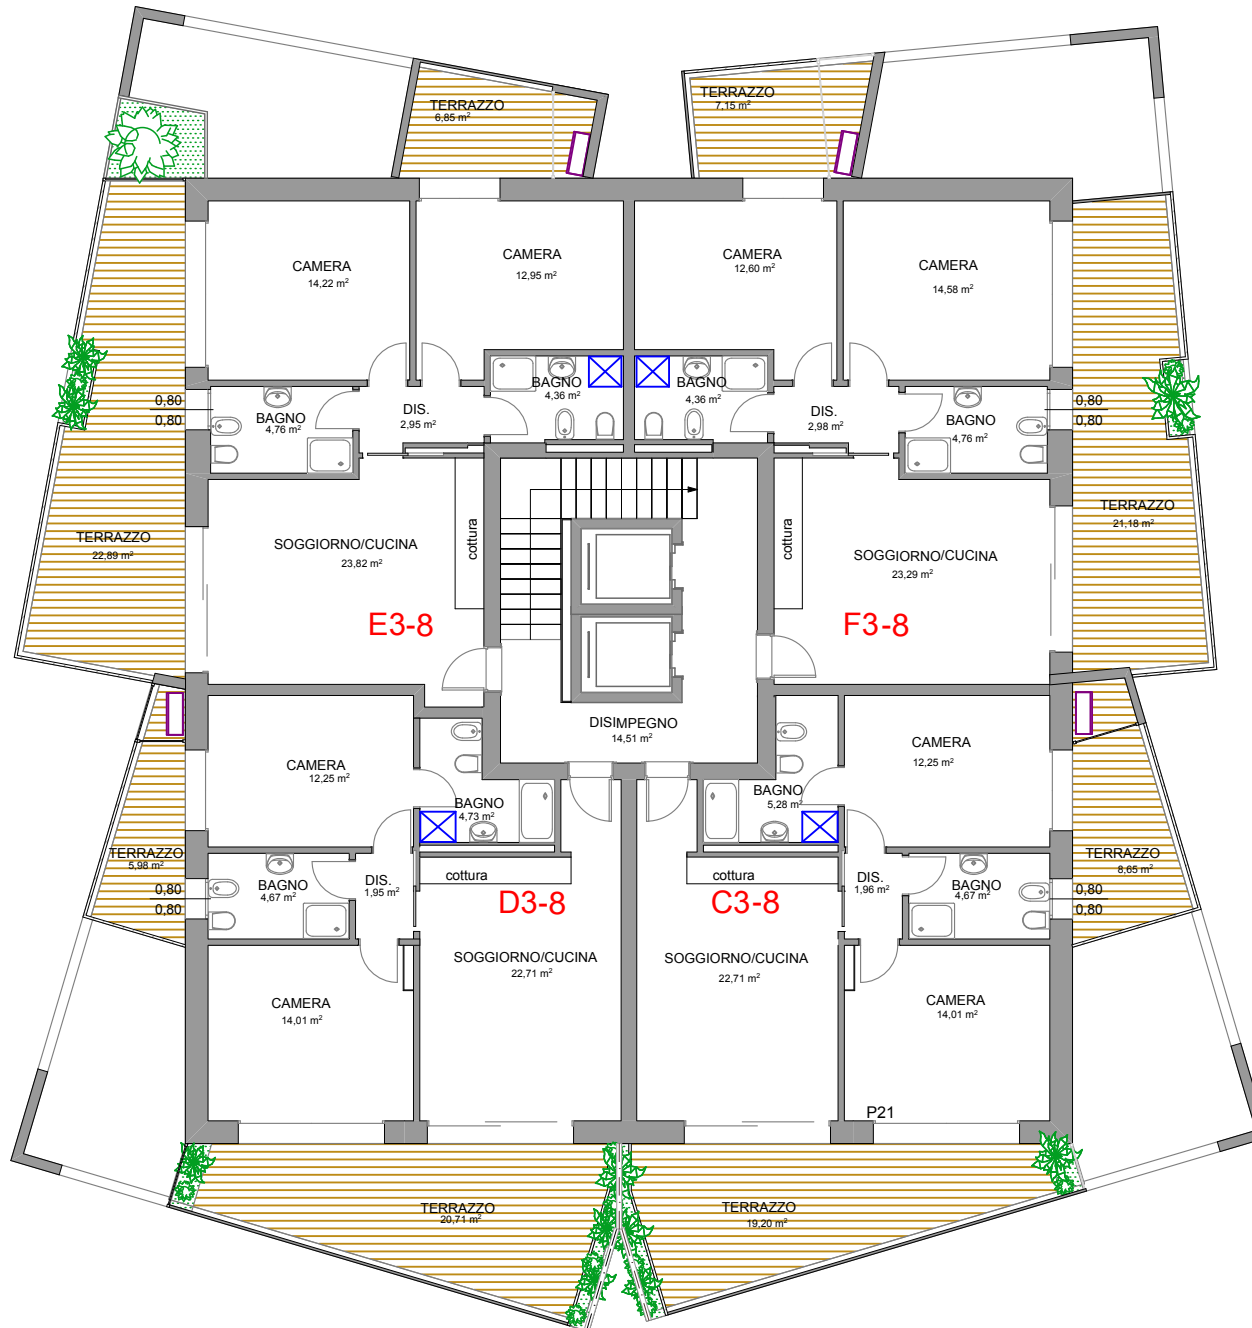 TERRAZZO
6,85 m²
TERRAZZO
7,15 m²
CAMERA
14,22 m²
CAMERA
12,95 m²
CAMERA
12,60 m²
CAMERA
14,58 m²
BAGNO
4,36 m²
BAGNO
4,36 m²
0,80
0,80
BAGNO
4,76 m²
DIS.
2,95 m²
DIS.
2,98 m²
BAGNO
4,76 m²
0,80
0,80
TERRAZZO
22,89 m²
SOGGIORNO/CUCINA
23,82 m²
cottura
cottura
SOGGIORNO/CUCINA
23,29 m²
TERRAZZO
21,18 m²
E3-8
F3-8
DISIMPEGNO
14,51 m²
CAMERA
12,25 m²
CAMERA
12,25 m²
BAGNO
4,73 m²
BAGNO
5,28 m²
TERRAZZO
5,98 m²
TERRAZZO
8,65 m²
0,80
0,80
BAGNO
4,67 m²
DIS.
1,95 m²
cottura
cottura
DIS.
1,96 m²
BAGNO
4,67 m²
0,80
0,80
D3-8
C3-8
SOGGIORNO/CUCINA
22,71 m²
SOGGIORNO/CUCINA
22,71 m²
CAMERA
14,01 m²
CAMERA
14,01 m²
P21
TERRAZZO
20,71 m²
TERRAZZO
19,20 m²